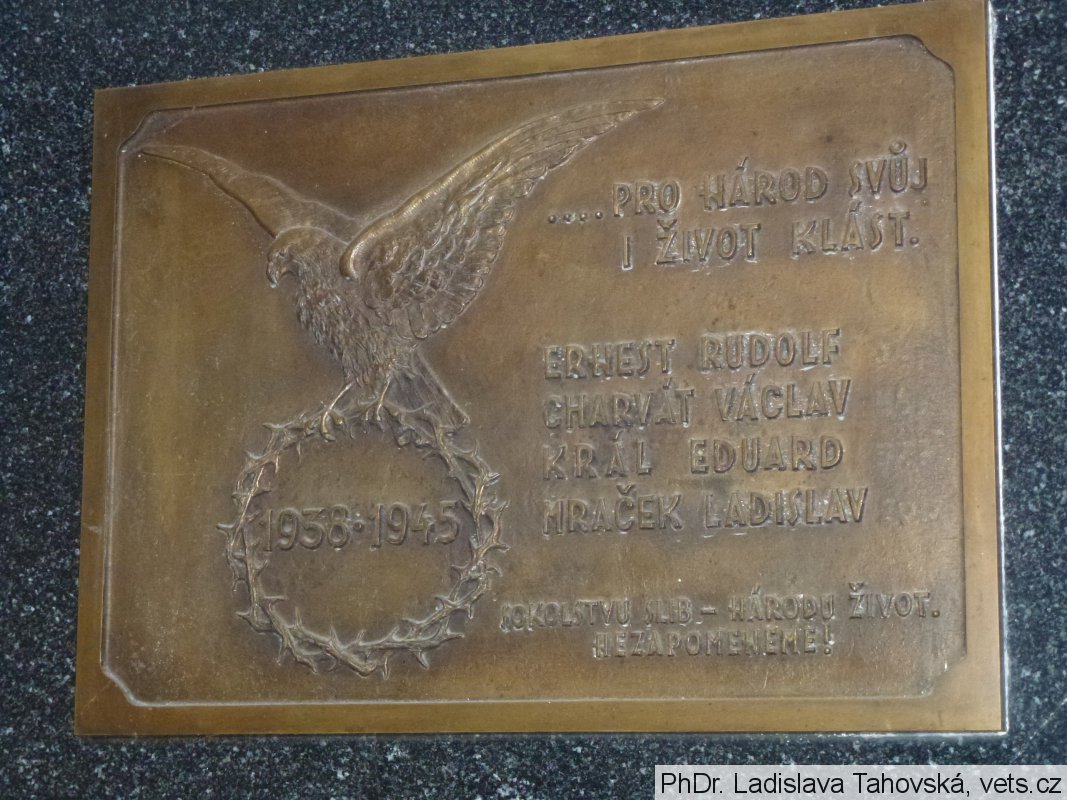 ....PRO NÁROD SVŮJ
I ŽIVOT KLÁST.
ERNEST RUDOLF
CHARVÁT VÁCLAV
KRÁL EDUARD
MRAČEK LADISLAV
1938-1945
SOKOLSTVU SLIB – NÁRODU ŽIVOT.
NEZAPOMENEME!
PhDr. Ladislava Tahovská, vets.cz